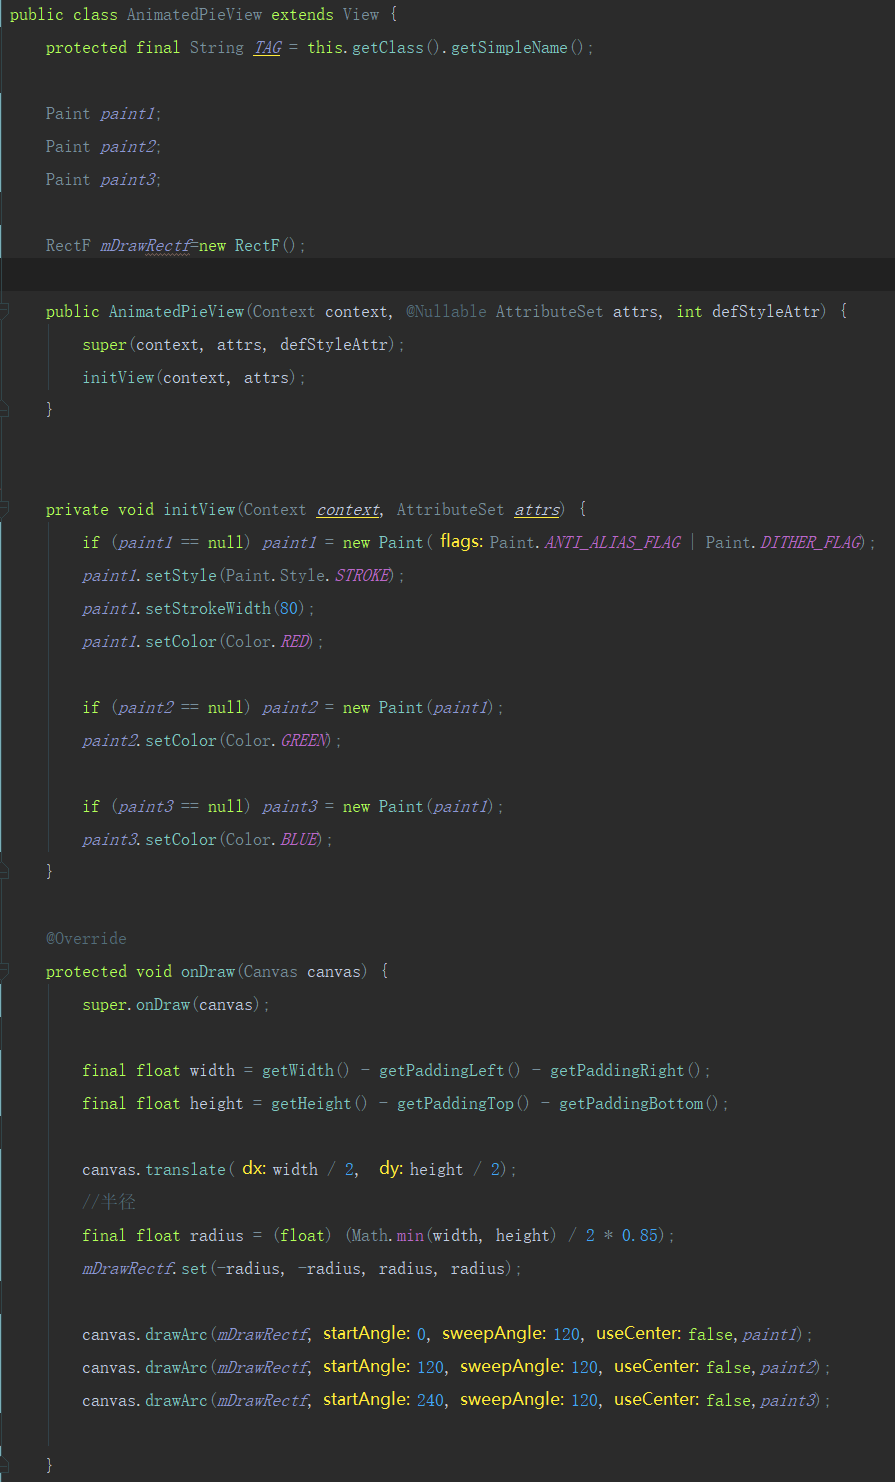 public class AnimatedPieView extends View {
    protected final String TAG = this.getClass().getSimpleName();
    Paint paint1;
    Paint paint2;
    Paint paint3;
    RectF mDrawRectf=new RectF();
    public AnimatedPieView(Context context, @Nullable AttributeSet attrs, int defStyleAttr) {
        super(context, attrs, defStyleAttr);
        initView(context, attrs);
    }
    private void initView(Context context, AttributeSet attrs) {
        if (paint1 == null) paint1 = new Paint( flags: Paint.ANTI_ALIAS_FLAG | Paint.DITHER_FLAG);
        paint1.setStyle(Paint.Style.STROKE);
        paint1.setStrokeWidth(80);
        paint1.setColor(Color.RED);
        if (paint2 == null) paint2 = new Paint(paint1);
        paint2.setColor(Color.GREEN);
        if (paint3 == null) paint3 = new Paint(paint1);
        paint3.setColor(Color.BLUE);
    }
    @Override
    protected void onDraw(Canvas canvas) {
        super.onDraw(canvas);
        final float width = getWidth() - getPaddingLeft() - getPaddingRight();
        final float height = getHeight() - getPaddingTop() - getPaddingBottom();
        canvas.translate( dx: width / 2,  dy: height / 2);
        //半径
        final float radius = (float) (Math.min(width, height) / 2 * 0.85);
        mDrawRectf.set(-radius, -radius, radius, radius);
        canvas.drawArc(mDrawRectf, startAngle: 0, sweepAngle: 120, useCenter: false,paint1);
        canvas.drawArc(mDrawRectf, startAngle: 120, sweepAngle: 120, useCenter: false,paint2);
        canvas.drawArc(mDrawRectf, startAngle: 240, sweepAngle: 120, useCenter: false,paint3);
    }